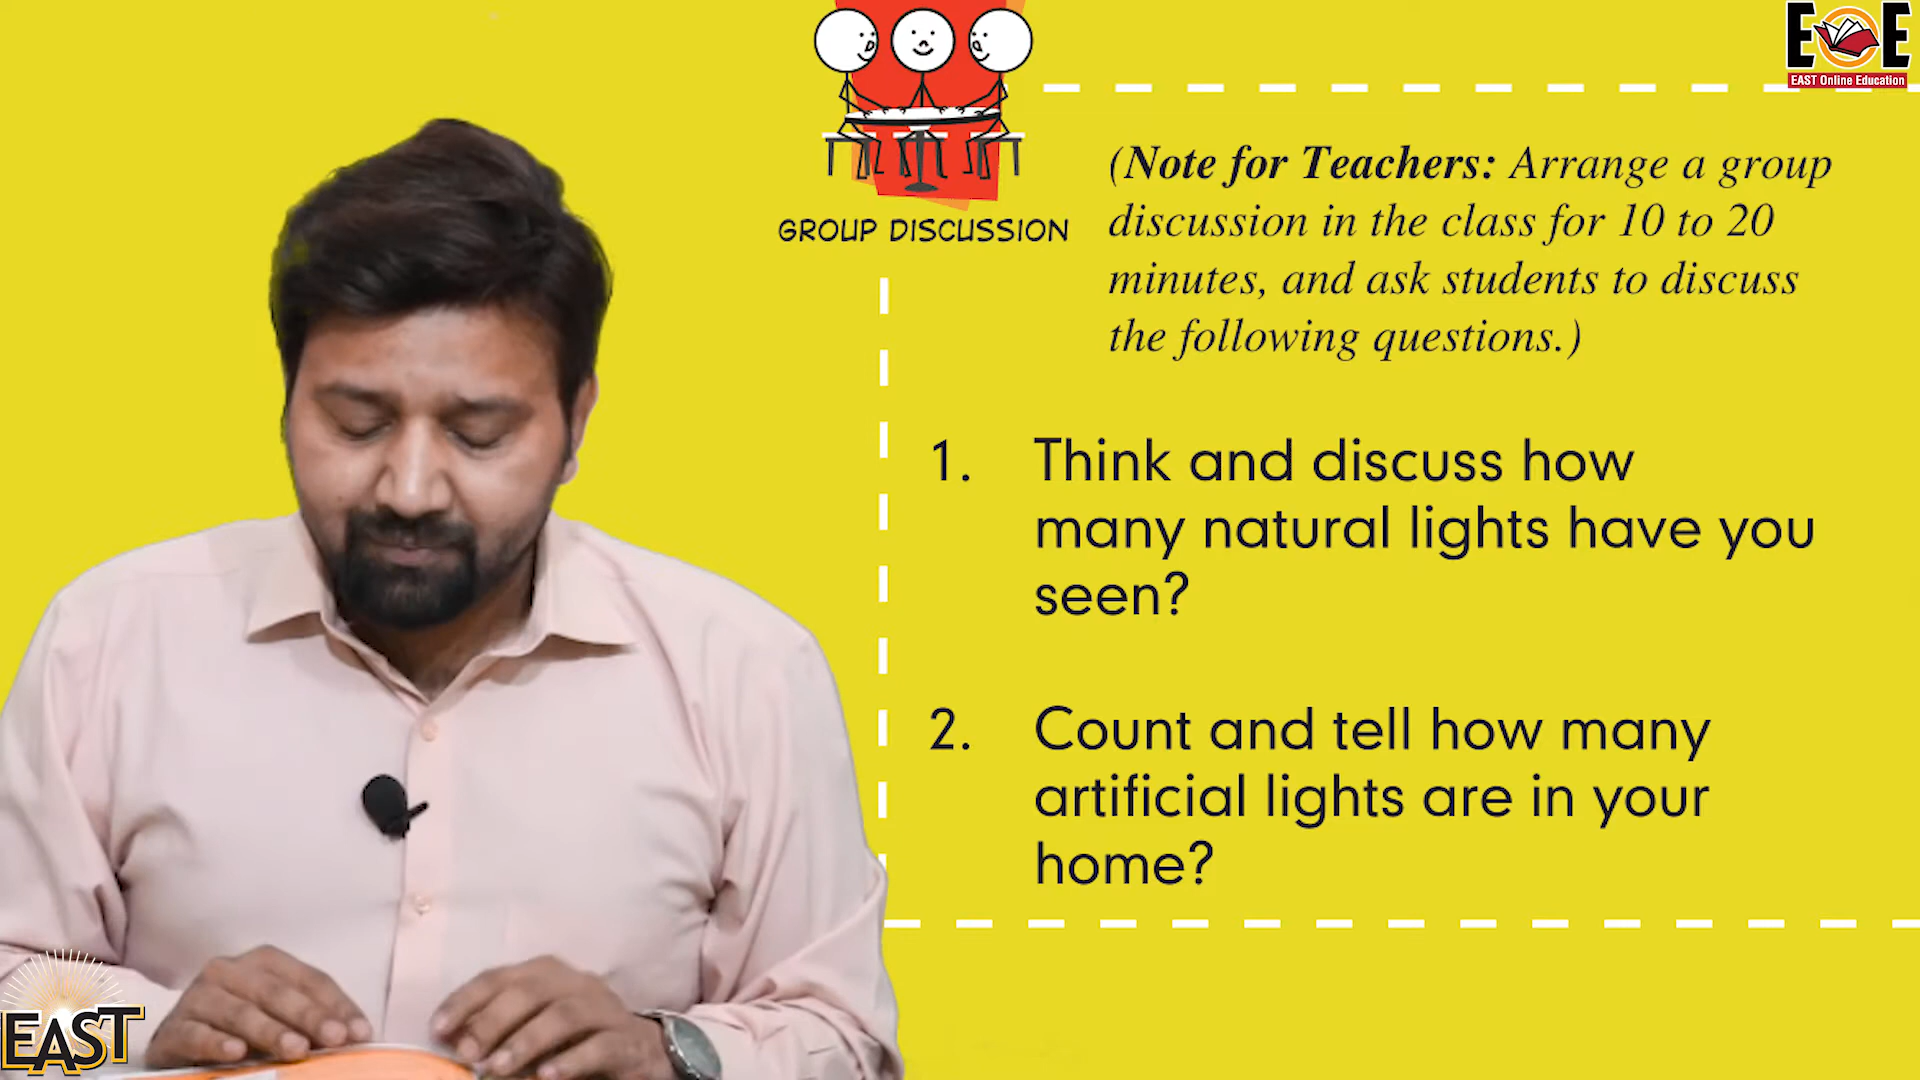 EOE
EAST Online Education
GROUP DISCUSSION
(Note for Teachers: Arrange a group
discussion in the class for 10 to 20
minutes, and ask students to discuss
the following questions.)
1. Think and discuss how
many natural lights have you
seen?
2. Count and tell how many
artificial lights are in your
home?
EAST